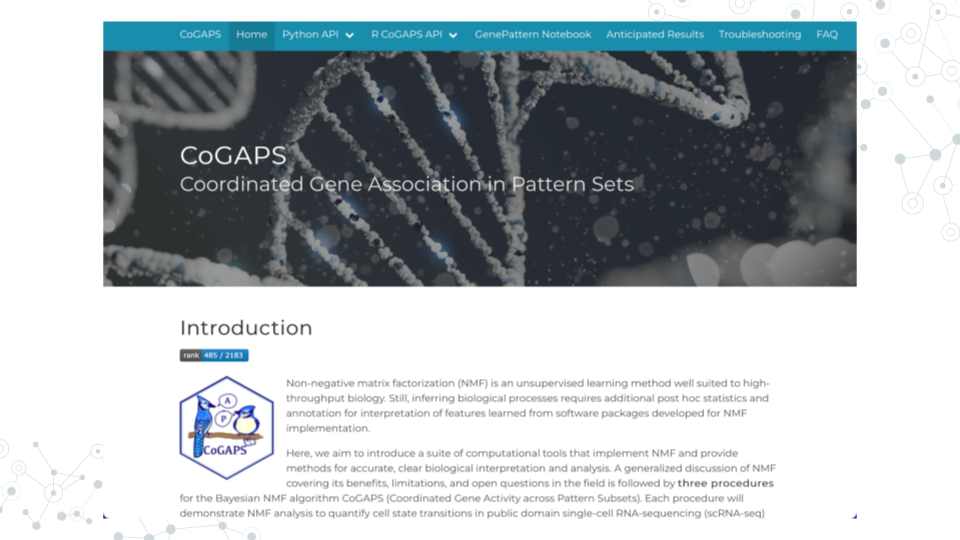 CoGAPS Home Python API R CoGAPS API GenePattern Notebook Anticipated Results Troubleshooting FAQ
CoGAPS
Coordinated Gene Association in Pattern Sets
Introduction
rank 485 / 2183
A
P
CoGAPS
Non-negative matrix factorization (NMF) is an unsupervised learning method well suited to high-
throughput biology. Still, inferring biological processes requires additional post hoc statistics and
annotation for interpretation of features learned from software packages developed for NMF
implementation.
Here, we aim to introduce a suite of computational tools that implement NMF and provide
methods for accurate, clear biological interpretation and analysis. A generalized discussion of NMF
covering its benefits, limitations, and open questions in the field is followed by three procedures
for the Bayesian NMF algorithm CoGAPS (Coordinated Gene Activity across Pattern Subsets). Each procedure will
demonstrate NMF analysis to quantify cell state transitions in public domain single-cell RNA-sequencing (scRNA-seq)